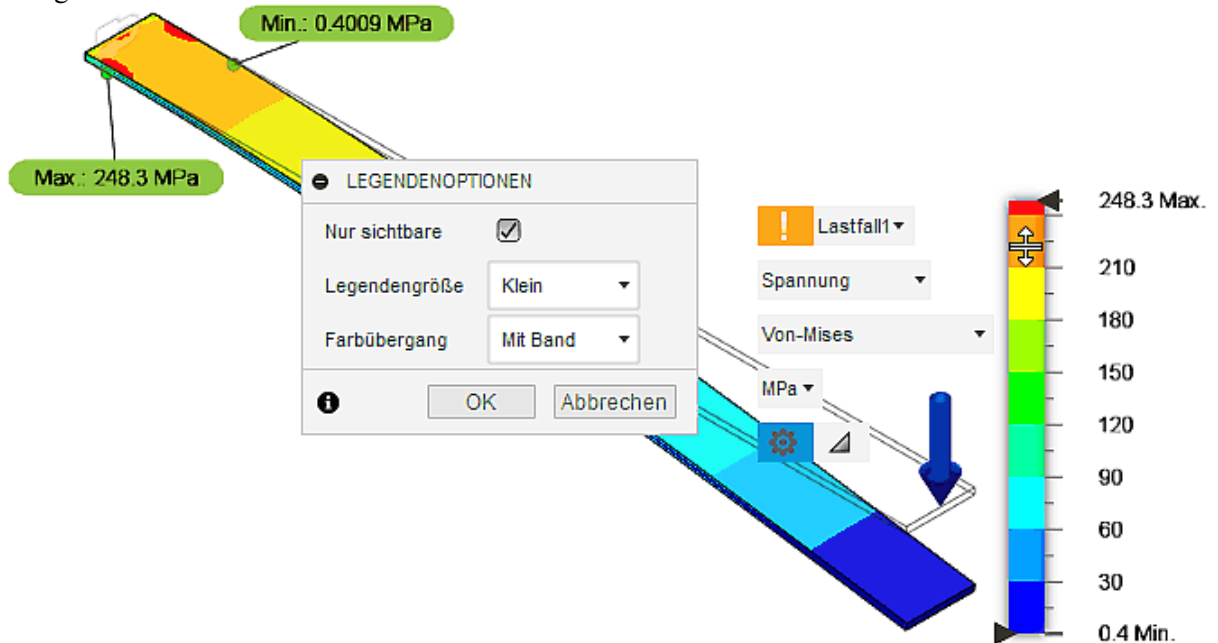 Min.: 0.4009 MPa
Max.: 248.3 MPa
LEGENDENOPTIONEN
Nur sichtbare
Legendengröße Klein
Farbübergang Mit Band
OK Abbrechen
Lastfall1
Spannung
Von-Mises
MPa
248.3 Max.
210
180
150
120
90
60
30
0.4 Min.